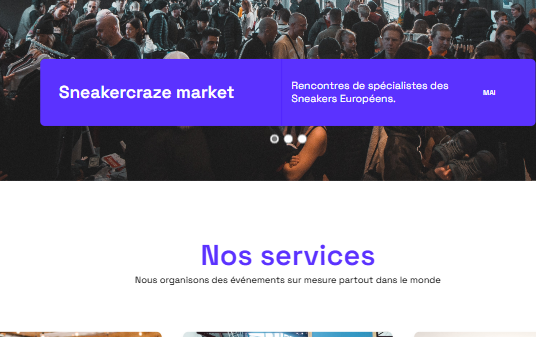 Sneakercraze market
Rencontres de spécialistes des
Sneakers Européens.
MAI
Nos services
Nous organisons des événements sur mesure partout dans le monde